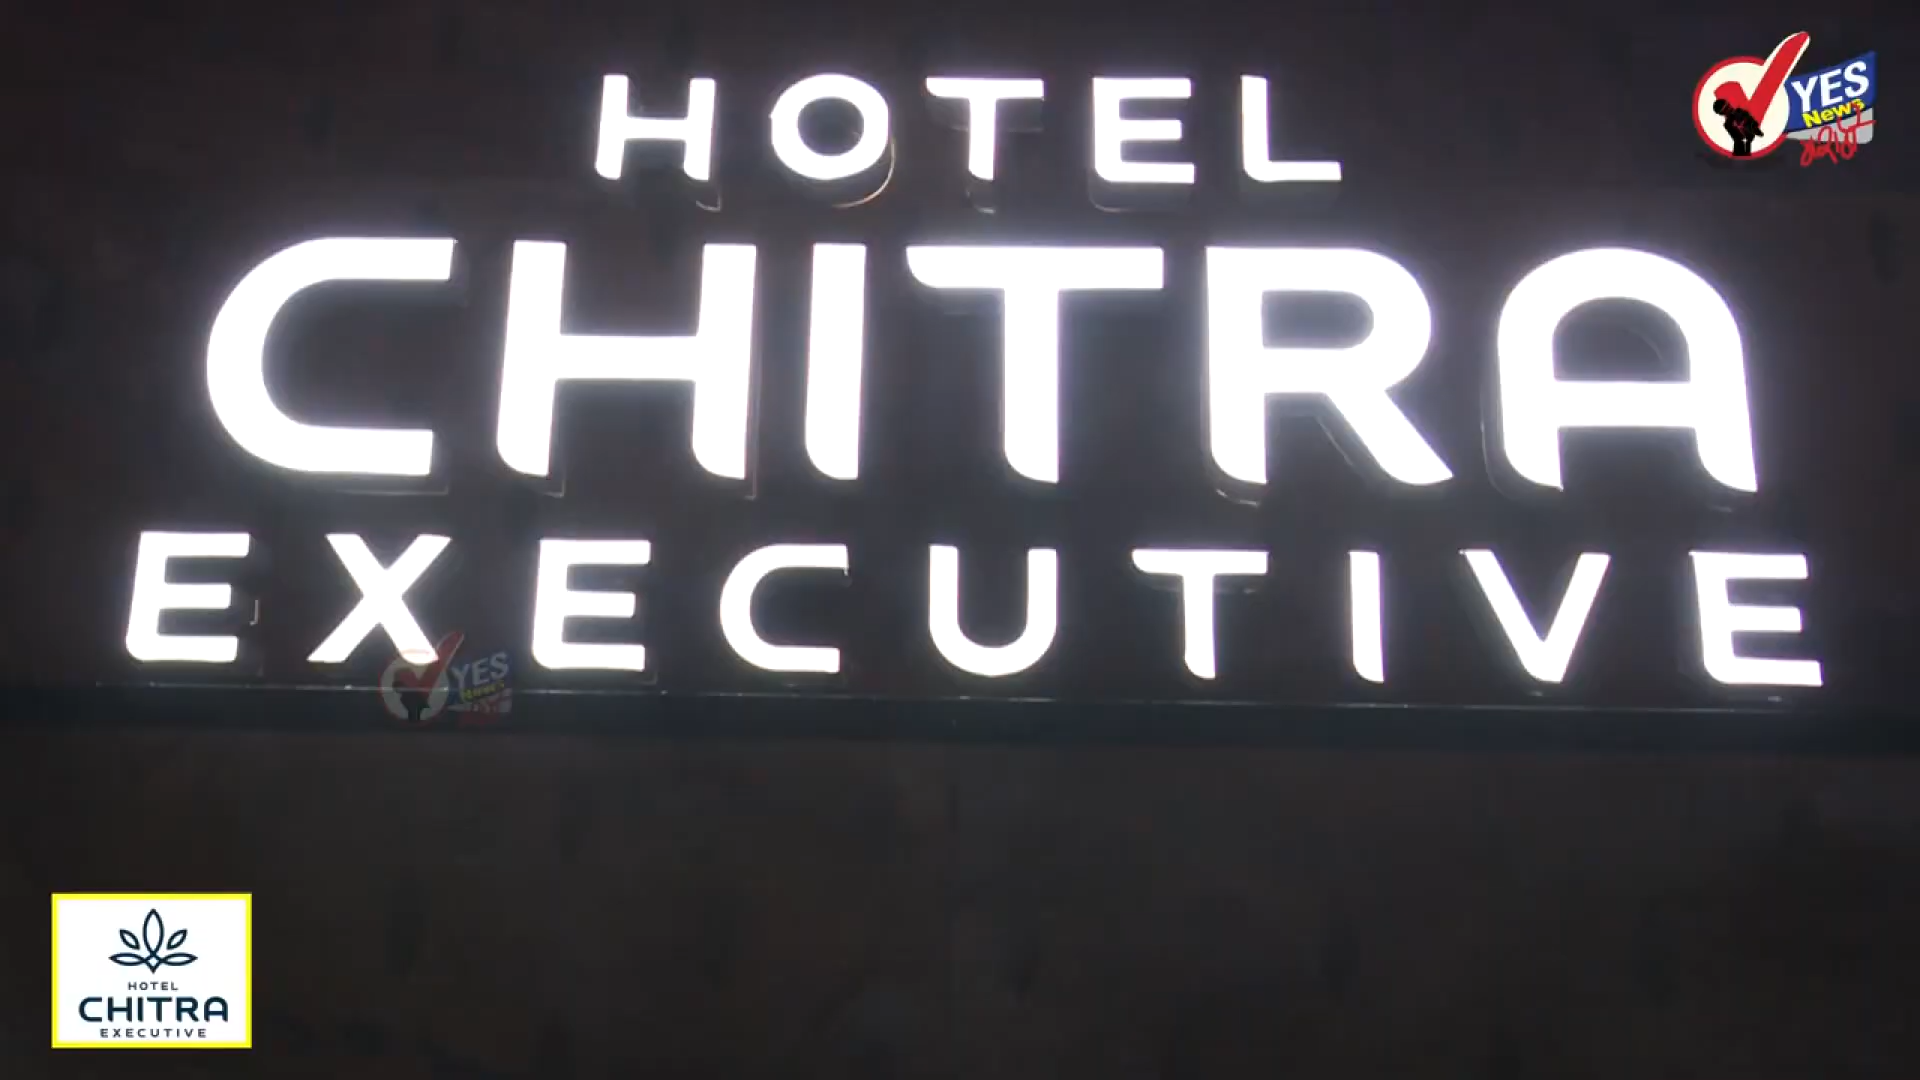 HOTEL
CHITRA
EXECUTIVE
YES
News
YES
News
HOTEL
CHITRA
EXECUTIVE